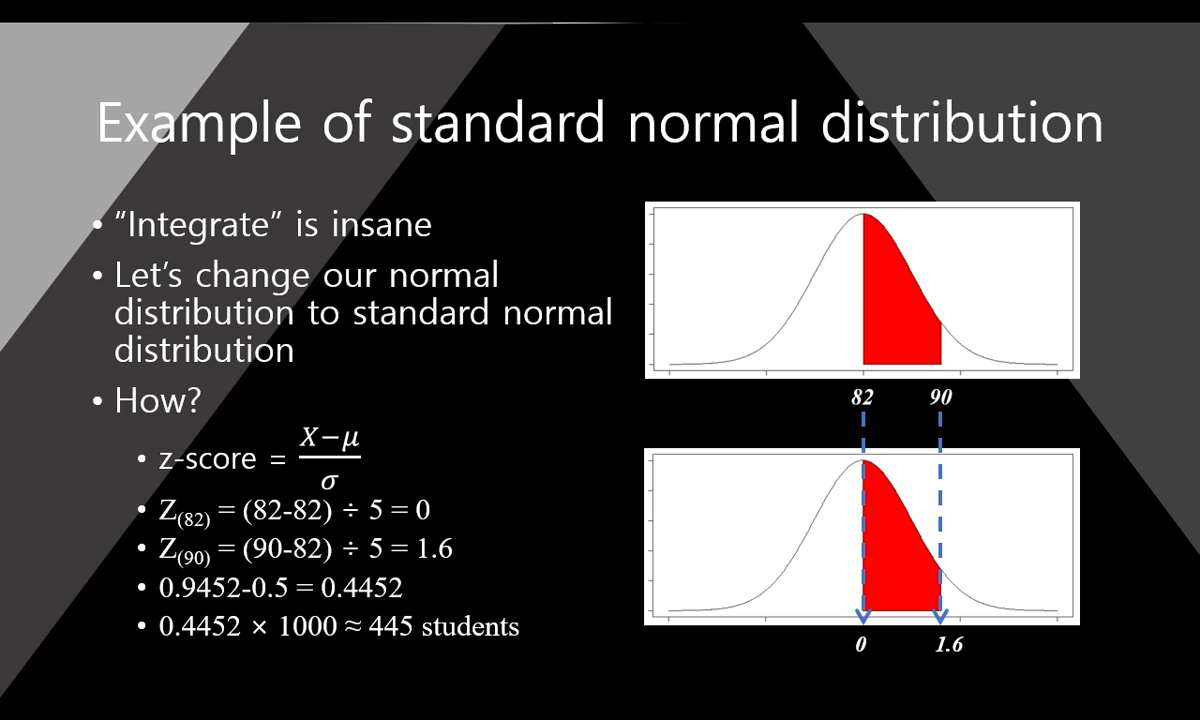 Example of standard normal distribution
• “Integrate” is insane
• Let’s change our normal
distribution to standard normal
distribution
• How?
• z-score = (X−μ)/σ
• Z(82) = (82-82) ÷ 5 = 0
• Z(90) = (90-82) ÷ 5 = 1.6
• 0.9452-0.5 = 0.4452
• 0.4452 × 1000 ≈ 445 students
82 90
0 1.6